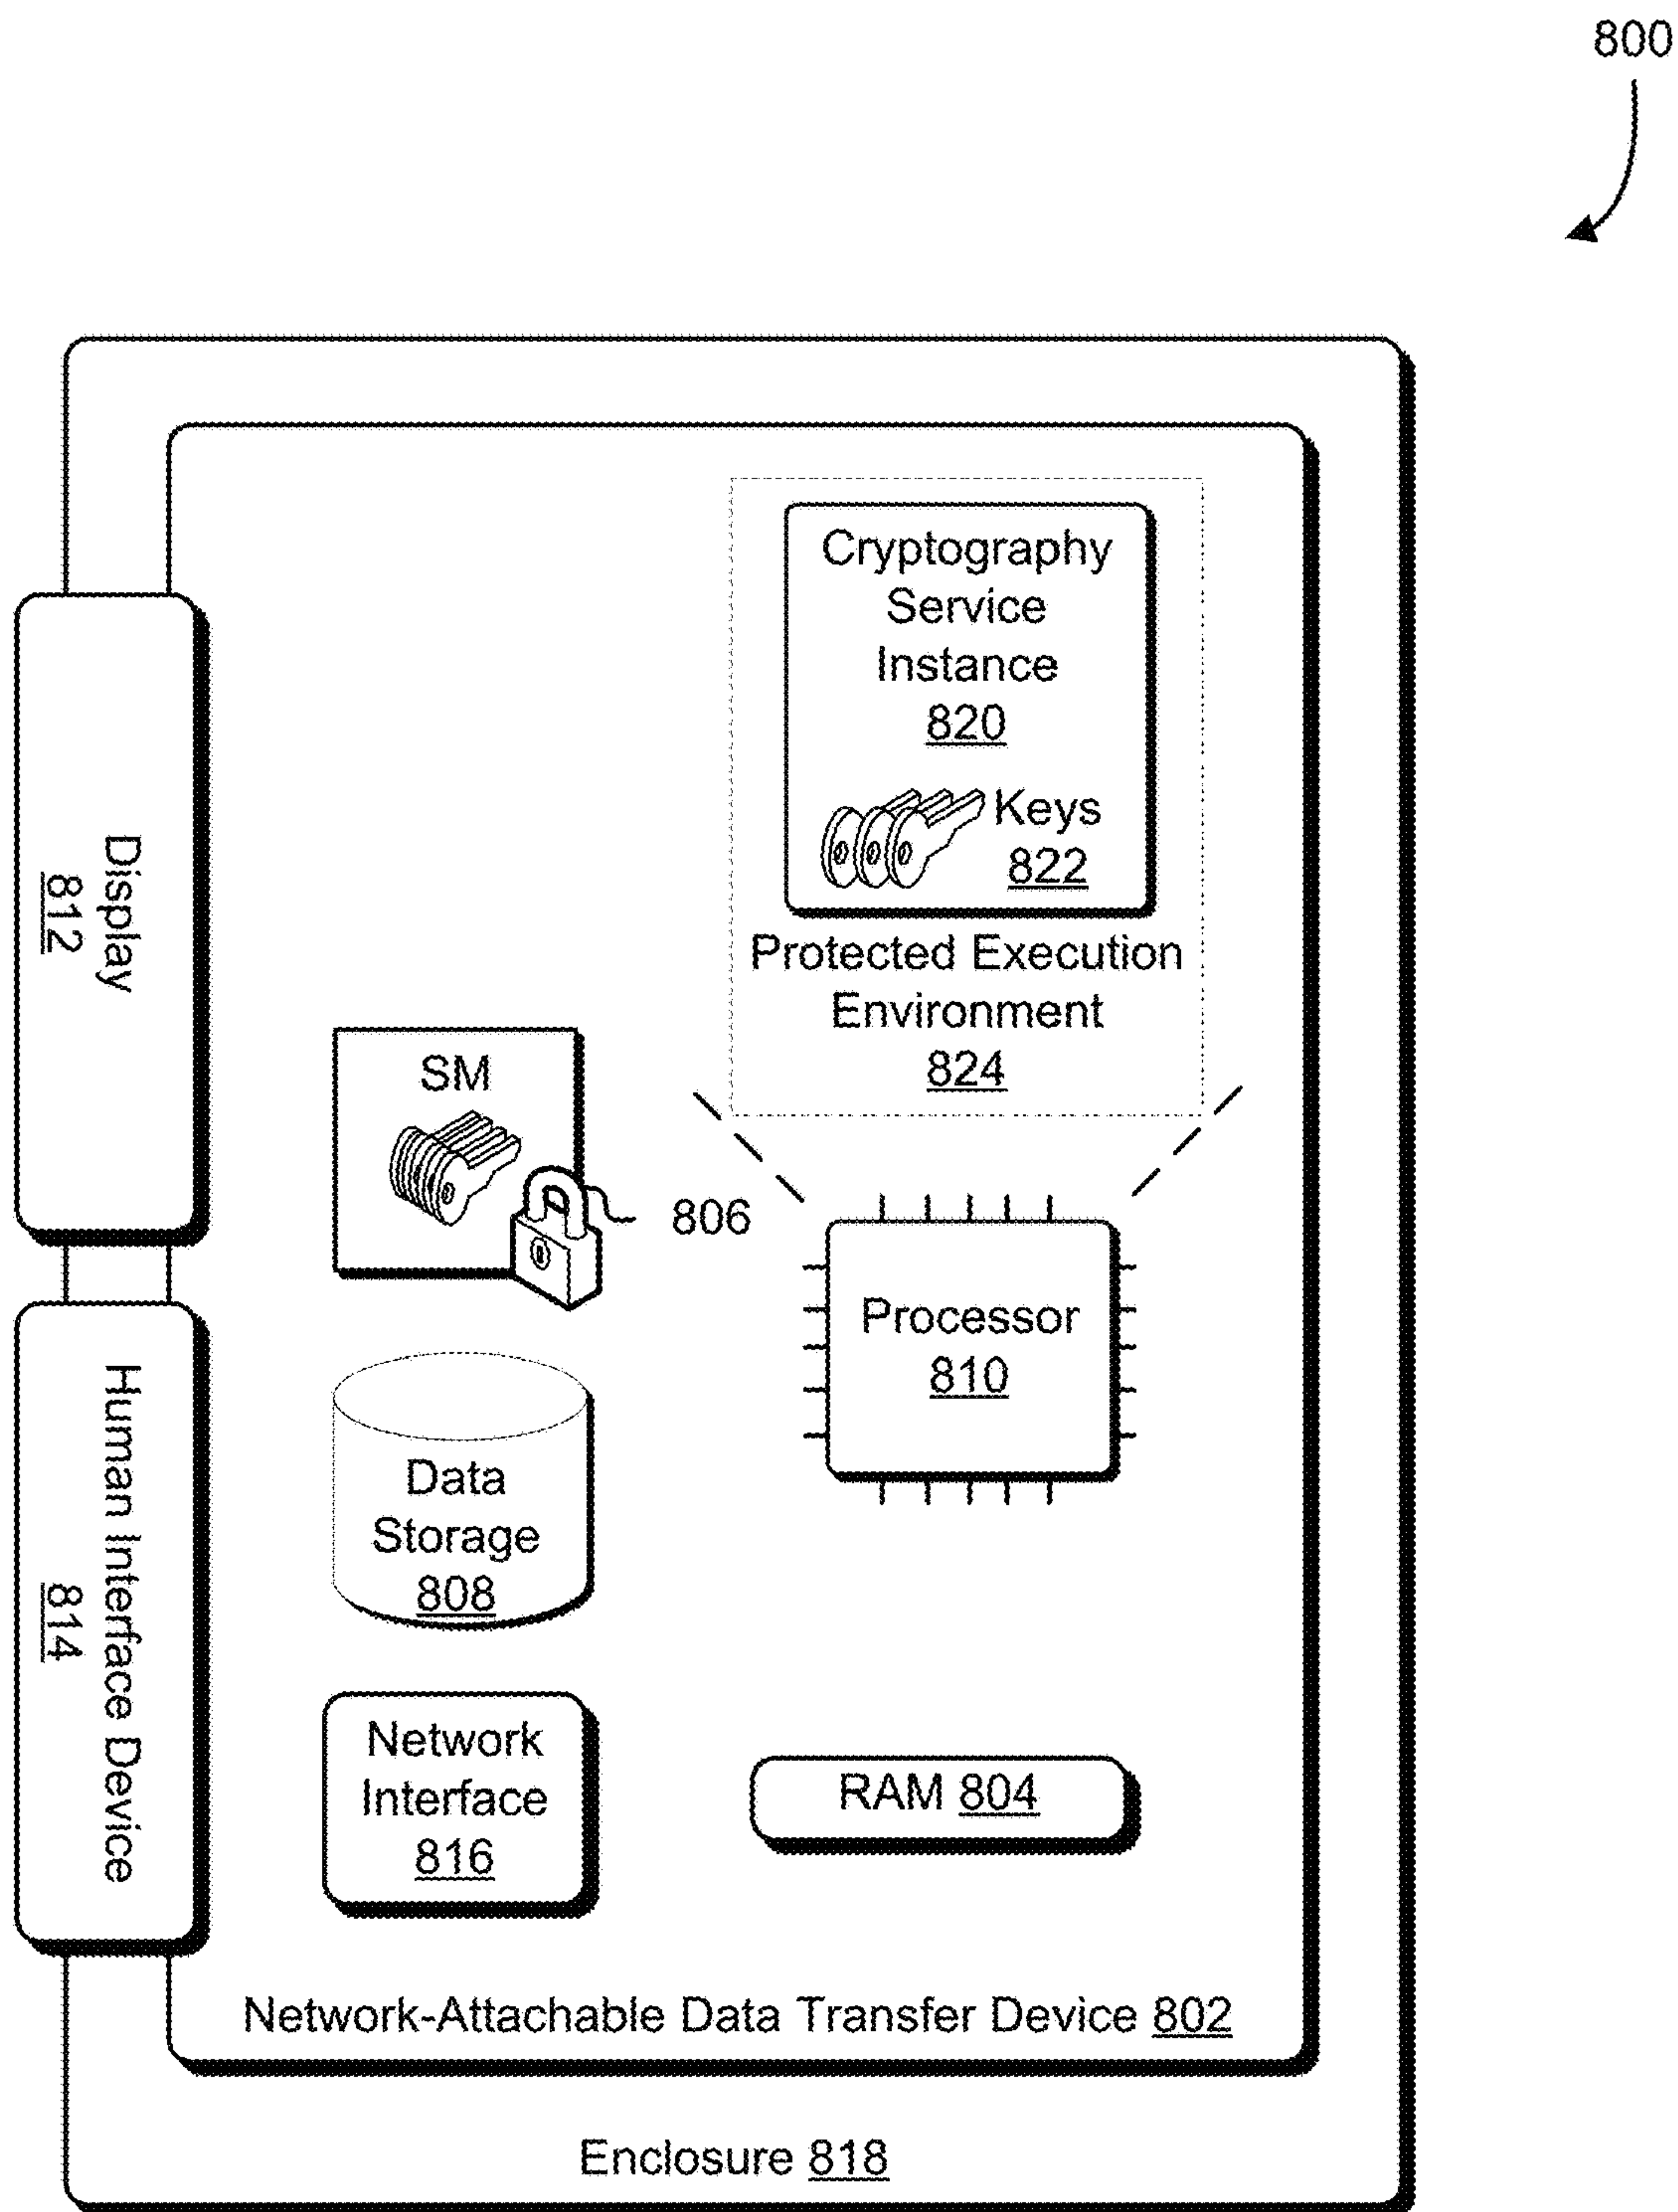 800
Cryptography
Service
Instance
820
Keys
822
Protected Execution
Environment
824
Display
812
SM
806
Processor
810
Human Interface Device
814
Data
Storage
808
Network
Interface
816
RAM 804
Network-Attachable Data Transfer Device 802
Enclosure 818